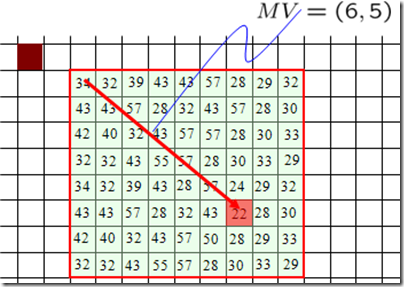 MV = (6,5)
34 32 39 43 43 57 28 29 32
43 43 57 28 32 43 57 28 30
42 40 32 43 57 57 28 30 33
32 32 43 55 57 28 30 33 29
34 32 39 43 28 57 24 29 32
43 43 57 28 32 43 22 28 30
42 40 32 43 57 50 28 29 33
32 32 43 55 57 28 30 33 29